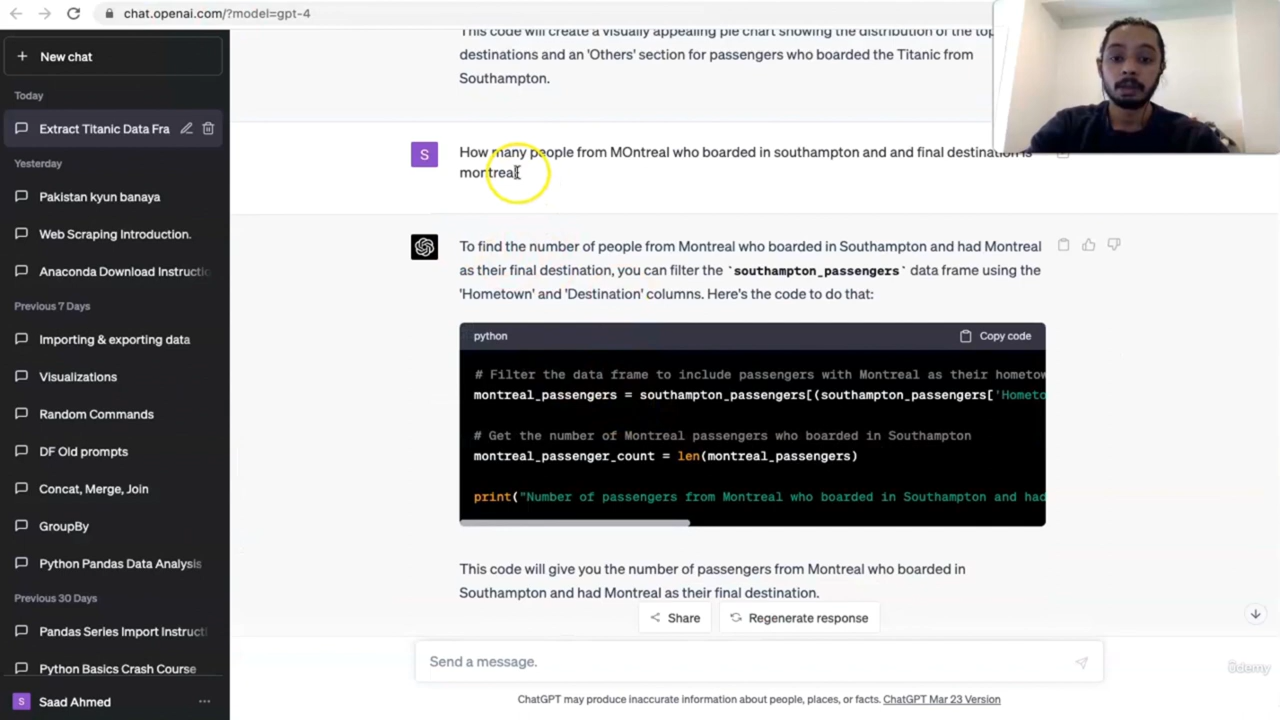 chat.openai.com/?model=gpt-4
New chat
Today
Extract Titanic Data Fra
Yesterday
Pakistan kyun banaya
Web Scraping Introduction.
Anaconda Download Instructio
Previous 7 Days
Importing & exporting data
Visualizations
Random Commands
DF Old prompts
Concat, Merge, Join
GroupBy
Python Pandas Data Analysis
Previous 30 Days
Pandas Series Import Instruct
Python Basics Crash Course
S Saad Ahmed
This code will create a visually appealing pie chart showing the distribution of the top
destinations and an 'Others' section for passengers who boarded the Titanic from
Southampton.
S
How many people from MOntreal who boarded in southampton and and final destination is
montreal
To find the number of people from Montreal who boarded in Southampton and had Montreal
as their final destination, you can filter the `southampton_passengers` data frame using the
'Hometown' and 'Destination' columns. Here's the code to do that:
python Copy code
# Filter the data frame to include passengers with Montreal as their hometow
montreal_passengers = southampton_passengers[(southampton_passengers['Hometo
# Get the number of Montreal passengers who boarded in Southampton
montreal_passenger_count = len(montreal_passengers)
print("Number of passengers from Montreal who boarded in Southampton and had
This code will give you the number of passengers from Montreal who boarded in
Southampton and had Montreal as their final destination.
Share Regenerate response
Send a message.
ûdemy
ChatGPT may produce inaccurate information about people, places, or facts. ChatGPT Mar 23 Version